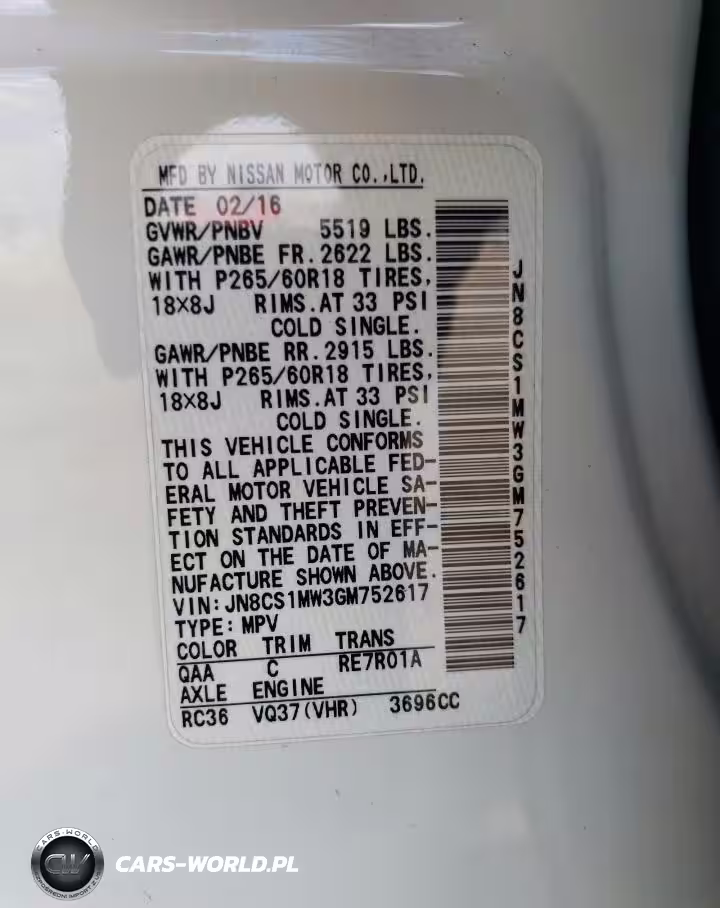 MFD BY NISSAN MOTOR CO.,LTD.
DATE 02/16
GVWR/PNBV 5519 LBS.
GAWR/PNBE FR.2622 LBS.
WITH P265/60R18 TIRES,
18×8J RIMS.AT 33 PSI
COLD SINGLE.
GAWR/PNBE RR.2915 LBS.
WITH P265/60R18 TIRES,
18×8J RIMS.AT 33 PSI
COLD SINGLE.
THIS VEHICLE CONFORMS
TO ALL APPLICABLE FED-
ERAL MOTOR VEHICLE SA-
FETY AND THEFT PREVEN-
TION STANDARDS IN EFF-
ECT ON THE DATE OF MA-
NUFACTURE SHOWN ABOVE.
VIN:JN8CS1MW3GM752617
TYPE:MPV
COLOR TRIM TRANS
QAA C RE7R01A
AXLE ENGINE
RC36 VQ37(VHR) 3696CC
JN8CS1MW3GM752617
CARS-WORLD
CW
CARS-WORLD.PL